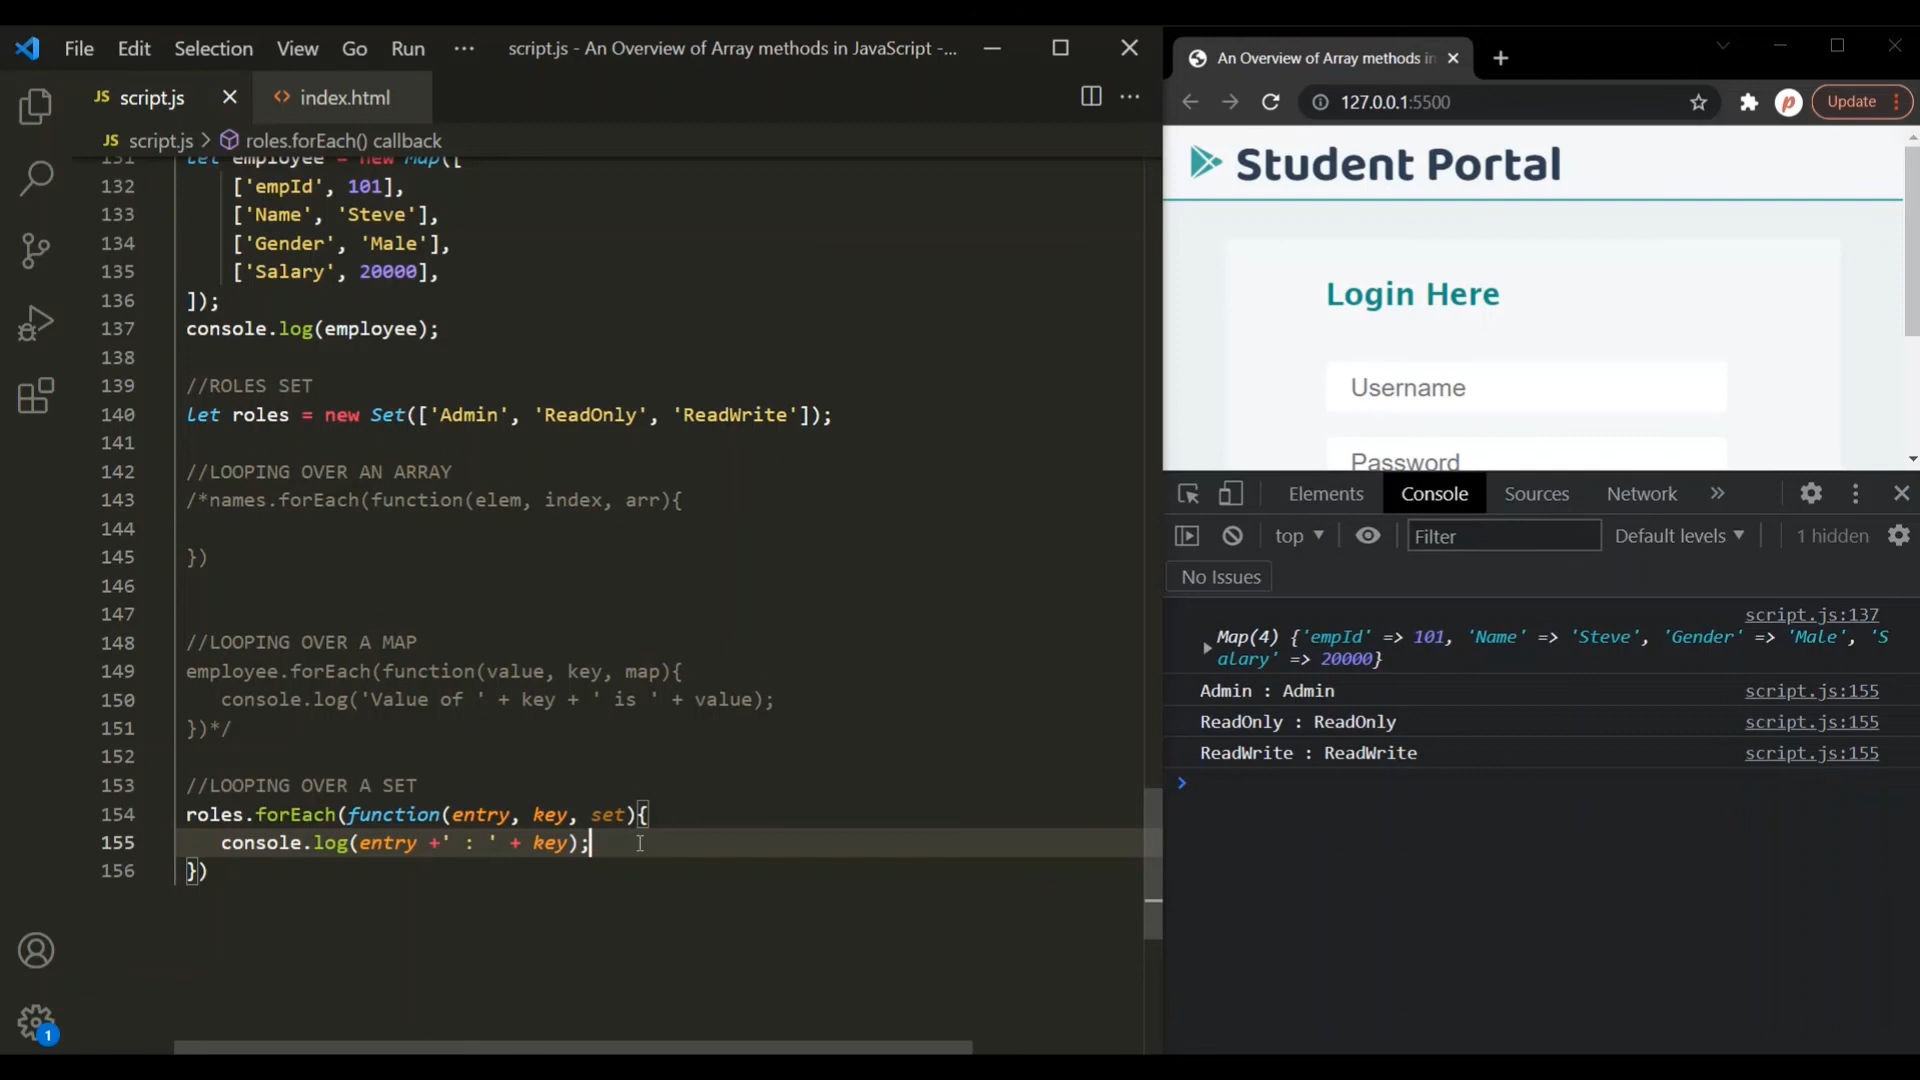 File Edit Selection View Go Run ··· script.js - An Overview of Array methods in JavaScript -...
JS script.js <> index.html
JS script.js > roles.forEach() callback
131 let employee = new Map([
132 ['empId', 101],
133 ['Name', 'Steve'],
134 ['Gender', 'Male'],
135 ['Salary', 20000],
136 ]);
137 console.log(employee);
138
139 //ROLES SET
140 let roles = new Set(['Admin', 'ReadOnly', 'ReadWrite']);
141
142 //LOOPING OVER AN ARRAY
143 /*names.forEach(function(elem, index, arr){
144
145 })
146
147
148 //LOOPING OVER A MAP
149 employee.forEach(function(value, key, map){
150 console.log('Value of ' + key + ' is ' + value);
151 })*/
152
153 //LOOPING OVER A SET
154 roles.forEach(function(entry, key, set){
155 console.log(entry +' : ' + key);
156 })
1
An Overview of Array methods in
127.0.0.1:5500 p Update
Student Portal
Login Here
Username
Password
Elements Console Sources Network »
top Filter Default levels 1 hidden
No Issues
script.js:137
Map(4) {'empId' => 101, 'Name' => 'Steve', 'Gender' => 'Male', 'S
alary' => 20000}
Admin : Admin script.js:155
ReadOnly : ReadOnly script.js:155
ReadWrite : ReadWrite script.js:155
>